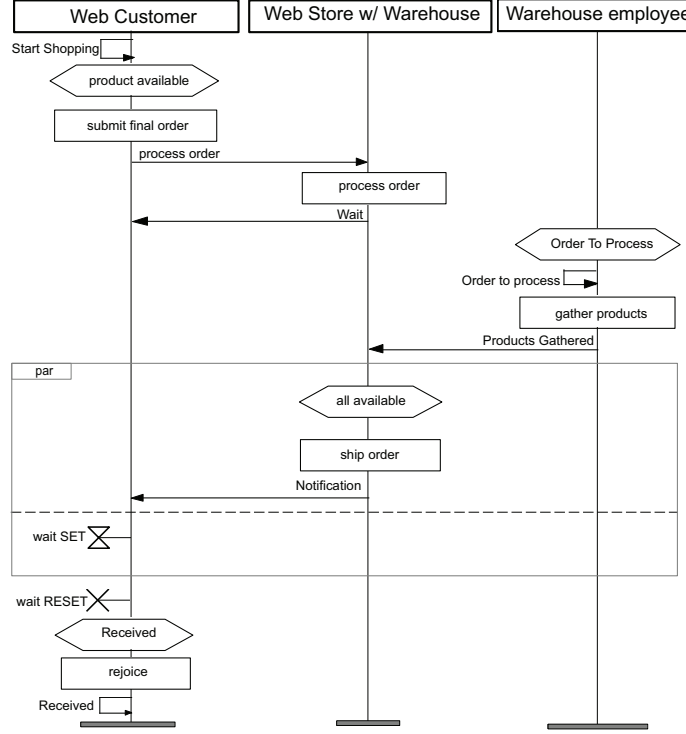 Web Customer
Web Store w/ Warehouse
Warehouse employee
Start Shopping
product available
submit final order
process order
process order
Wait
Order To Process
Order to process
gather products
Products Gathered
par
all available
ship order
Notification
wait SET
wait RESET
Received
rejoice
Received